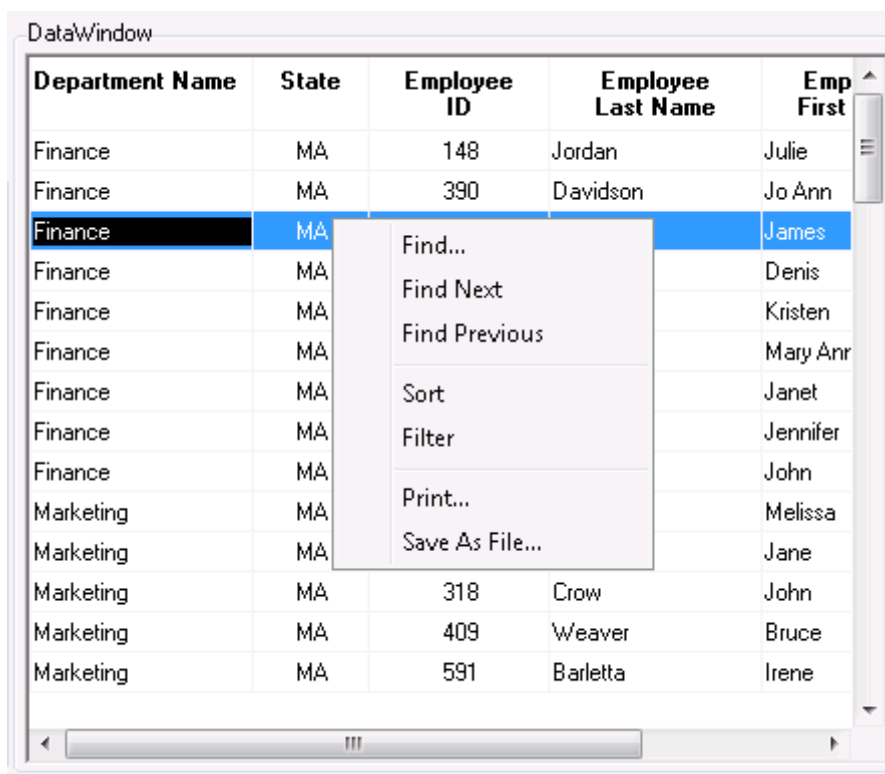 DataWindow
Department Name State Employee ID Employee Last Name Emp First
Finance MA 148 Jordan Julie
Finance MA 390 Davidson Jo Ann
Finance MA James
Find...
Finance MA Denis
Find Next
Finance MA Kristen
Find Previous
Finance MA Mary Anr
Finance MA Janet
Sort
Finance MA Jennifer
Filter
Finance MA John
Marketing MA Melissa
Print...
Marketing MA Jane
Save As File...
Marketing MA 318 Crow John
Marketing MA 409 Weaver Bruce
Marketing MA 591 Barletta Irene